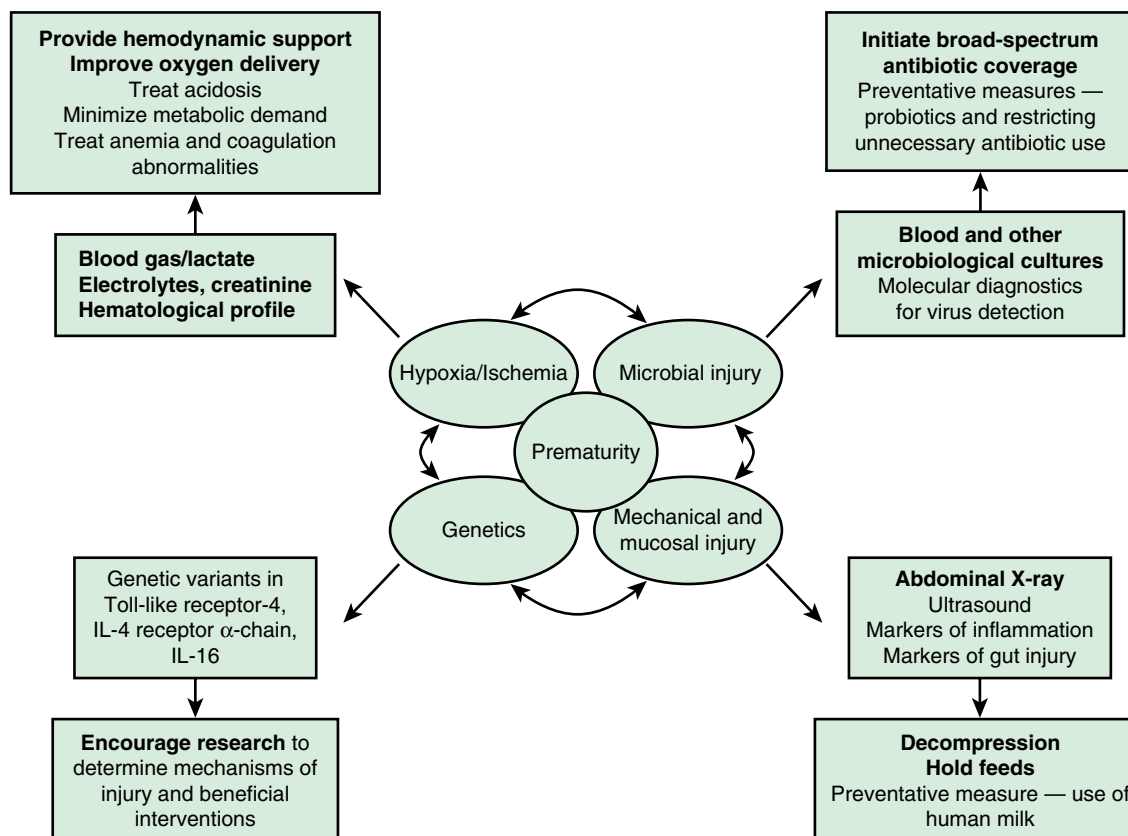 Provide hemodynamic support
Improve oxygen delivery
Treat acidosis
Minimize metabolic demand
Treat anemia and coagulation
abnormalities
Initiate broad-spectrum
antibiotic coverage
Preventative measures —
probiotics and restricting
unnecessary antibiotic use
Blood gas/lactate
Electrolytes, creatinine
Hematological profile
Blood and other
microbiological cultures
Molecular diagnostics
for virus detection
Hypoxia/Ischemia
Microbial injury
Prematurity
Genetics
Mechanical and
mucosal injury
Genetic variants in
Toll-like receptor-4,
IL-4 receptor α-chain,
IL-16
Abdominal X-ray
Ultrasound
Markers of inflammation
Markers of gut injury
Encourage research to
determine mechanisms of
injury and beneficial
interventions
Decompression
Hold feeds
Preventative measure — use of
human milk